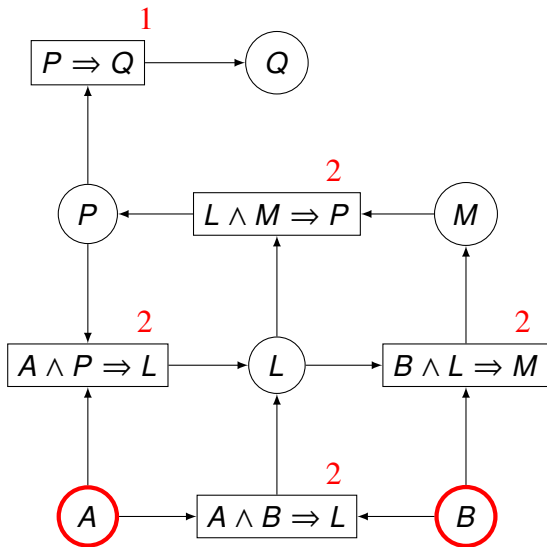 1
P ⇒ Q
Q
2
P
L ∧ M ⇒ P
M
2
2
A ∧ P ⇒ L
L
B ∧ L ⇒ M
2
A
A ∧ B ⇒ L
B